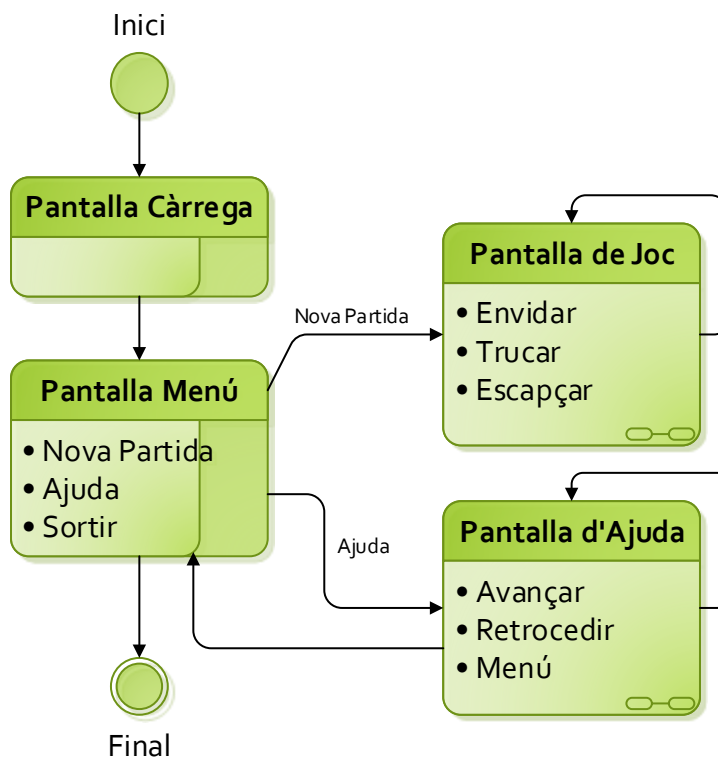 Inici
Pantalla Càrrega
Pantalla de Joc
• Envidar
• Trucar
• Escapçar
Nova Partida
Pantalla Menú
• Nova Partida
• Ajuda
• Sortir
Ajuda
Pantalla d'Ajuda
• Avançar
• Retrocedir
• Menú
Final